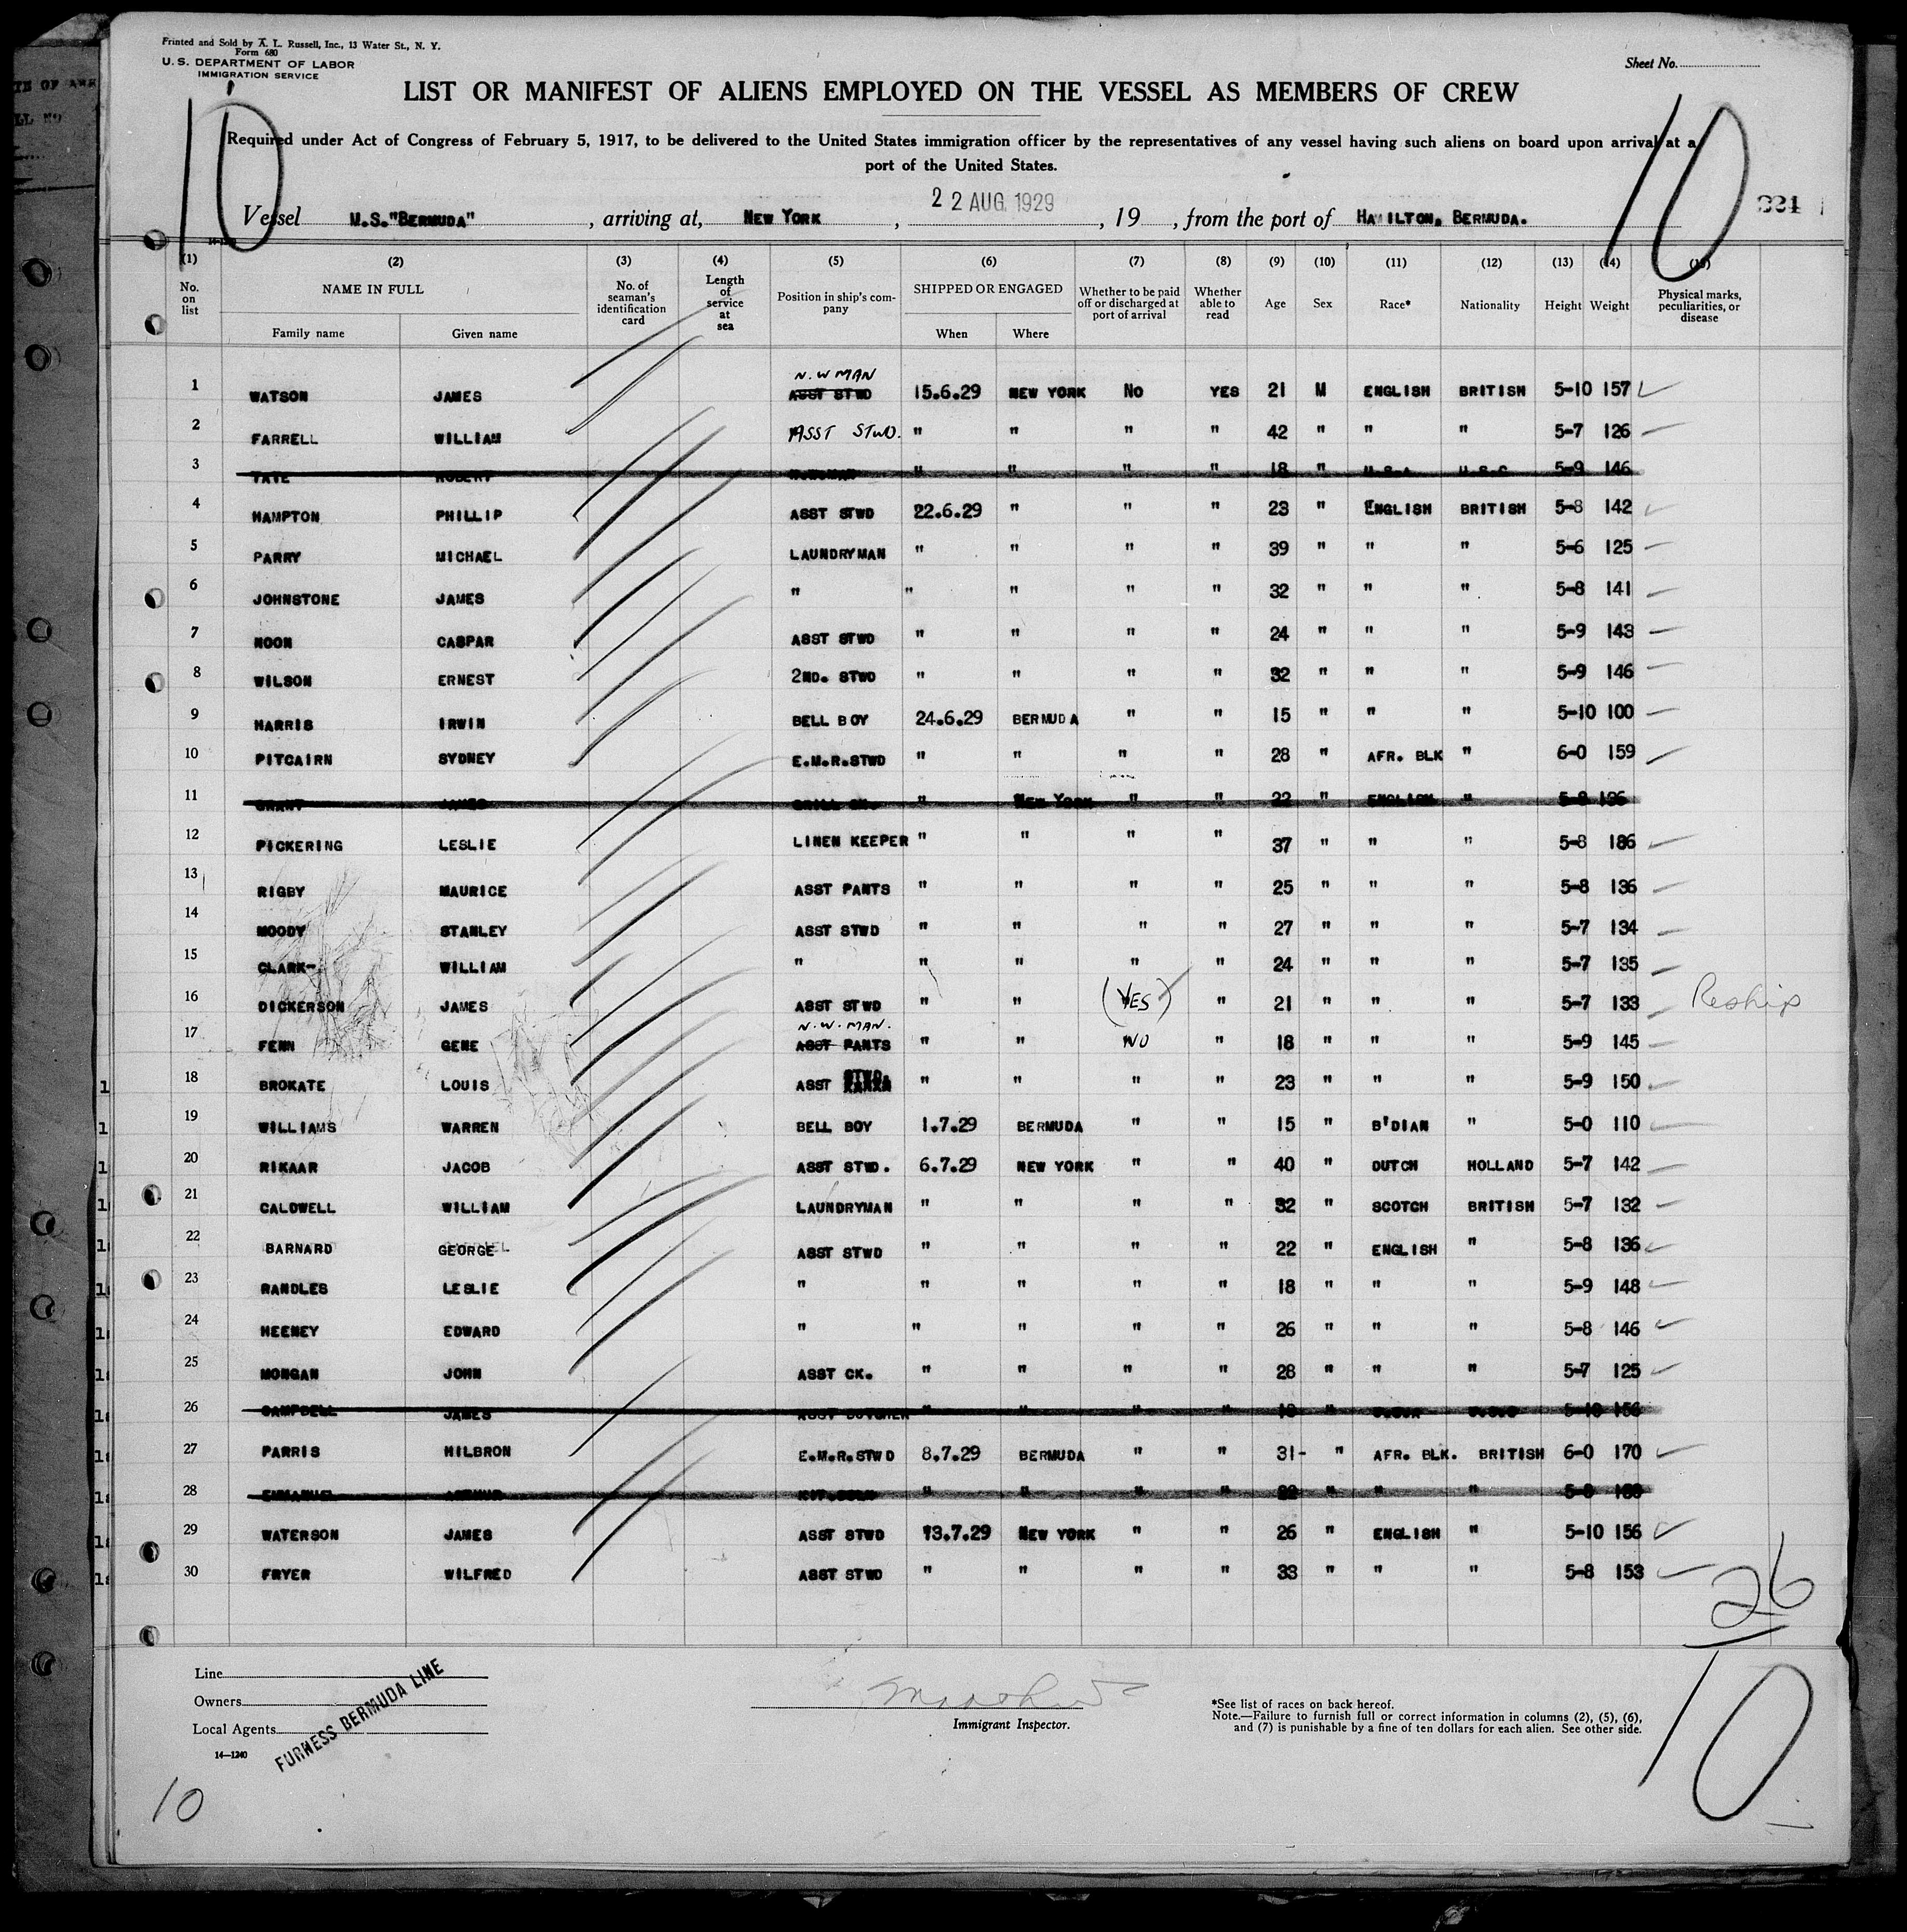 Printed and Sold by A. L. Russell, Inc., 13 Water St., N. Y.
Form 680
U. S. DEPARTMENT OF LABOR
IMMIGRATION SERVICE
Sheet No.
LIST OR MANIFEST OF ALIENS EMPLOYED ON THE VESSEL AS MEMBERS OF CREW
10 10
Required under Act of Congress of February 5, 1917, to be delivered to the United States immigration officer by the representatives of any vessel having such aliens on board upon arrival at a
port of the United States.
Vessel M.S."BERMUDA", arriving at, NEW YORK, 22 AUG 1929, 19 , from the port of HAMILTON, BERMUDA.
(1) (2) (3) (4) (5) (6) (7) (8) (9) (10) (11) (12) (13) (14) (15)
No. on list NAME IN FULL Family name Given name No. of seaman's identification card Length of service at sea Position in ship's company SHIPPED OR ENGAGED When Where Whether to be paid off or discharged at port of arrival Whether able to read Age Sex Race* Nationality Height Weight Physical marks, peculiarities, or disease
N.W MAN
1 WATSON JAMES ASST STWD 15.6.29 NEW YORK NO YES 21 M ENGLISH BRITISH 5-10 157
2 FARRELL WILLIAM ASST STWD. " " " " 42 " " " 5-7 126
3 TATE ROBERT " " " " 18 " U.S.A U.S.C 5-9 146
4 HAMPTON PHILLIP ASST STWD 22.6.29 " " " 23 " ENGLISH BRITISH 5-8 142
5 PARRY MICHAEL LAUNDRYMAN " " " " 39 " " " 5-6 125
6 JOHNSTONE JAMES " " " " " 32 " " " 5-8 141
7 NOON CASPAR ASST STWD " " " " 24 " " " 5-9 143
8 WILSON ERNEST 2ND. STWD " " " " 32 " " " 5-9 146
9 HARRIS IRWIN BELL BOY 24.6.29 BERMUDA " " 15 " " " 5-10 100
10 PITCAIRN SYDNEY E.M.R.STWD " " " " 28 " AFR. BLK " 6-0 159
11 GRANT JAMES GRILL CK. " NEW YORK " " 22 " ENGLISH " 5-8 136
12 PICKERING LESLIE LINEN KEEPER " " " " 37 " " " 5-8 186
13 RIGBY MAURICE ASST PANTS " " " " 25 " " " 5-8 136
14 MOODY STANLEY ASST STWD " " " " 27 " " " 5-7 134
15 CLARK- WILLIAM " " " " " 24 " " " 5-7 135
16 DICKERSON JAMES ASST STWD " " (YES) " 21 " " " 5-7 133 Reship
N.W. MAN.
17 FENN GENE ASST PANTS " " NO " 18 " " " 5-9 145
18 BROKATE LOUIS ASST STWD. " " " " 23 " " " 5-9 150
19 WILLIAMS WARREN BELL BOY 1.7.29 BERMUDA " " 15 " B'DIAN " 5-0 110
20 RIKAAR JACOB ASST STWD. 6.7.29 NEW YORK " " 40 " DUTCH HOLLAND 5-7 142
21 CALDWELL WILLIAM LAUNDRYMAN " " " " 32 " SCOTCH BRITISH 5-7 132
22 BARNARD GEORGE ASST STWD " " " " 22 " ENGLISH " 5-8 136
23 RANDLES LESLIE " " " " " 18 " " " 5-9 148
24 HEENEY EDWARD " " " " " 26 " " " 5-8 146
25 MONGAN JOHN ASST CK. " " " " 28 " " " 5-7 125
26 CAMPBELL JAMES ASST BUTCHER " " " " " 5-10 156
27 PARRIS HILBRON E.M.R.STWD 8.7.29 BERMUDA " " 31- " AFR. BLK. BRITISH 6-0 170
28 EMMANUEL ARTHUR " " " " " " "
29 WATERSON JAMES ASST STWD 13.7.29 NEW YORK " " 26 " ENGLISH " 5-10 156
30 FRYER WILFRED ASST STWD " " " " 33 " " " 5-8 153
26
Line
Owners
Local Agents
FURNESS BERMUDA LINE
14—1240
Immigrant Inspector.
*See list of races on back hereof.
Note.—Failure to furnish full or correct information in columns (2), (5), (6),
and (7) is punishable by a fine of ten dollars for each alien. See other side.
10
10